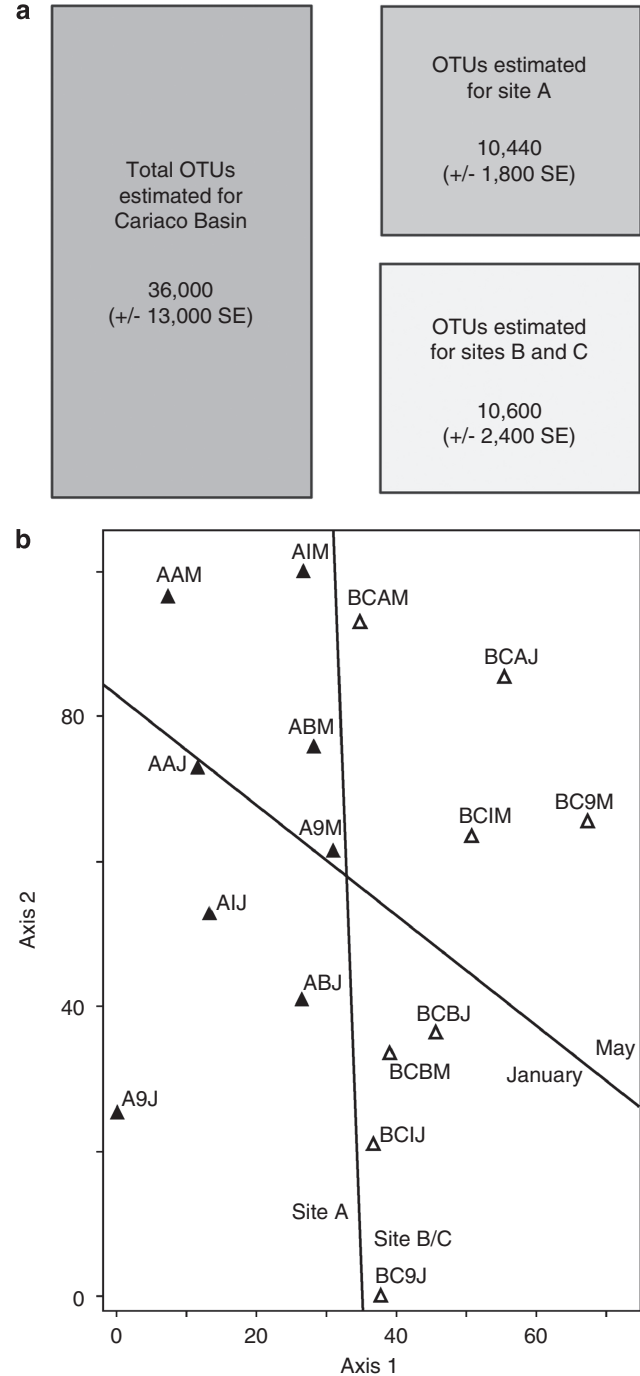 a
Total OTUs
estimated for
Cariaco Basin
36,000
(+/- 13,000 SE)
OTUs estimated
for site A
10,440
(+/- 1,800 SE)
OTUs estimated
for sites B and C
10,600
(+/- 2,400 SE)
b
AIM
AAM
BCAM
BCAJ
80
ABM
AAJ
BC9M
BCIM
A9M
AIJ
Axis 2
ABJ
40
BCBJ
May
BCBM
January
A9J
BCIJ
Site A
Site B/C
BC9J
0
0 20 40 60
Axis 1